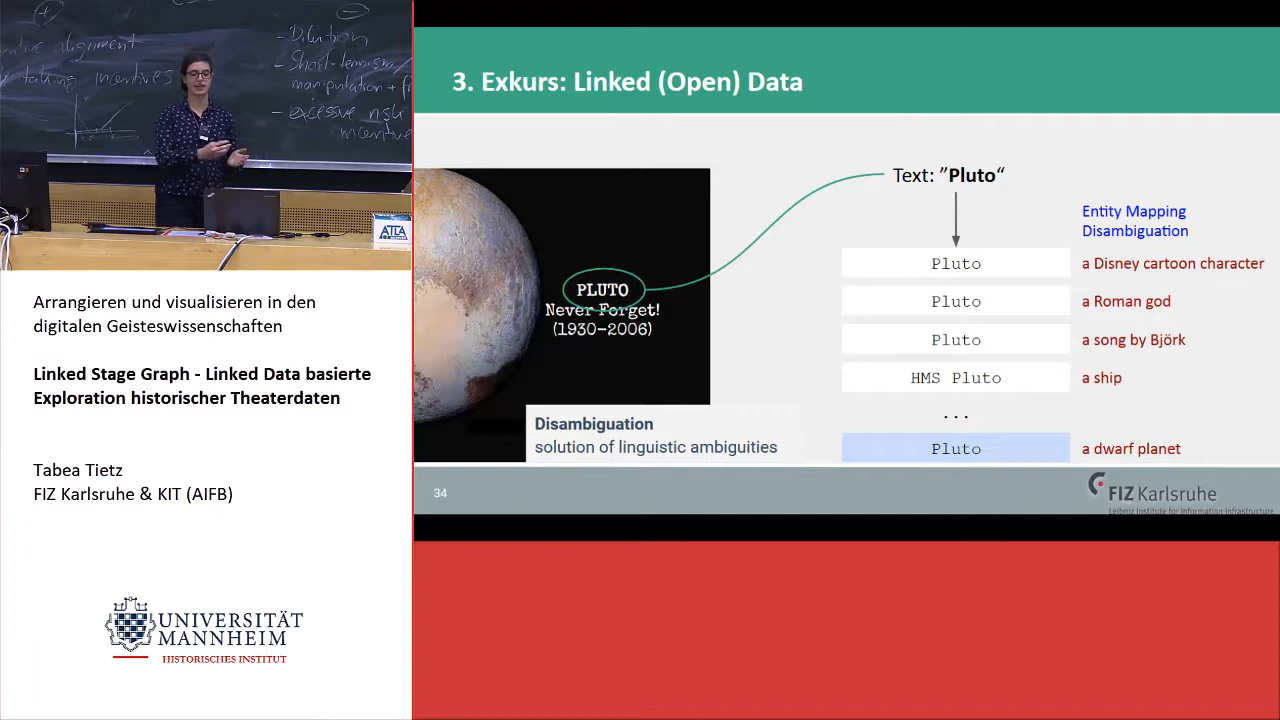 +
alignment
taking incentives
- Dilution
- Short-termism
manipulation +
- excessive risk
incentive
ATLA
Arrangieren und visualisieren in den
digitalen Geisteswissenschaften
Linked Stage Graph - Linked Data basierte
Exploration historischer Theaterdaten
Tabea Tietz
FIZ Karlsruhe & KIT (AIFB)
UNIVERSITÄT
MANNHEIM
HISTORISCHES INSTITUT
3. Exkurs: Linked (Open) Data
PLUTO
Never Forget!
(1930-2006)
Disambiguation
solution of linguistic ambiguities
Text: ”Pluto“
Entity Mapping
Disambiguation
Pluto a Disney cartoon character
Pluto a Roman god
Pluto a song by Björk
HMS Pluto a ship
...
Pluto a dwarf planet
34
FIZ Karlsruhe
Leibniz Institute for Information Infrastructure